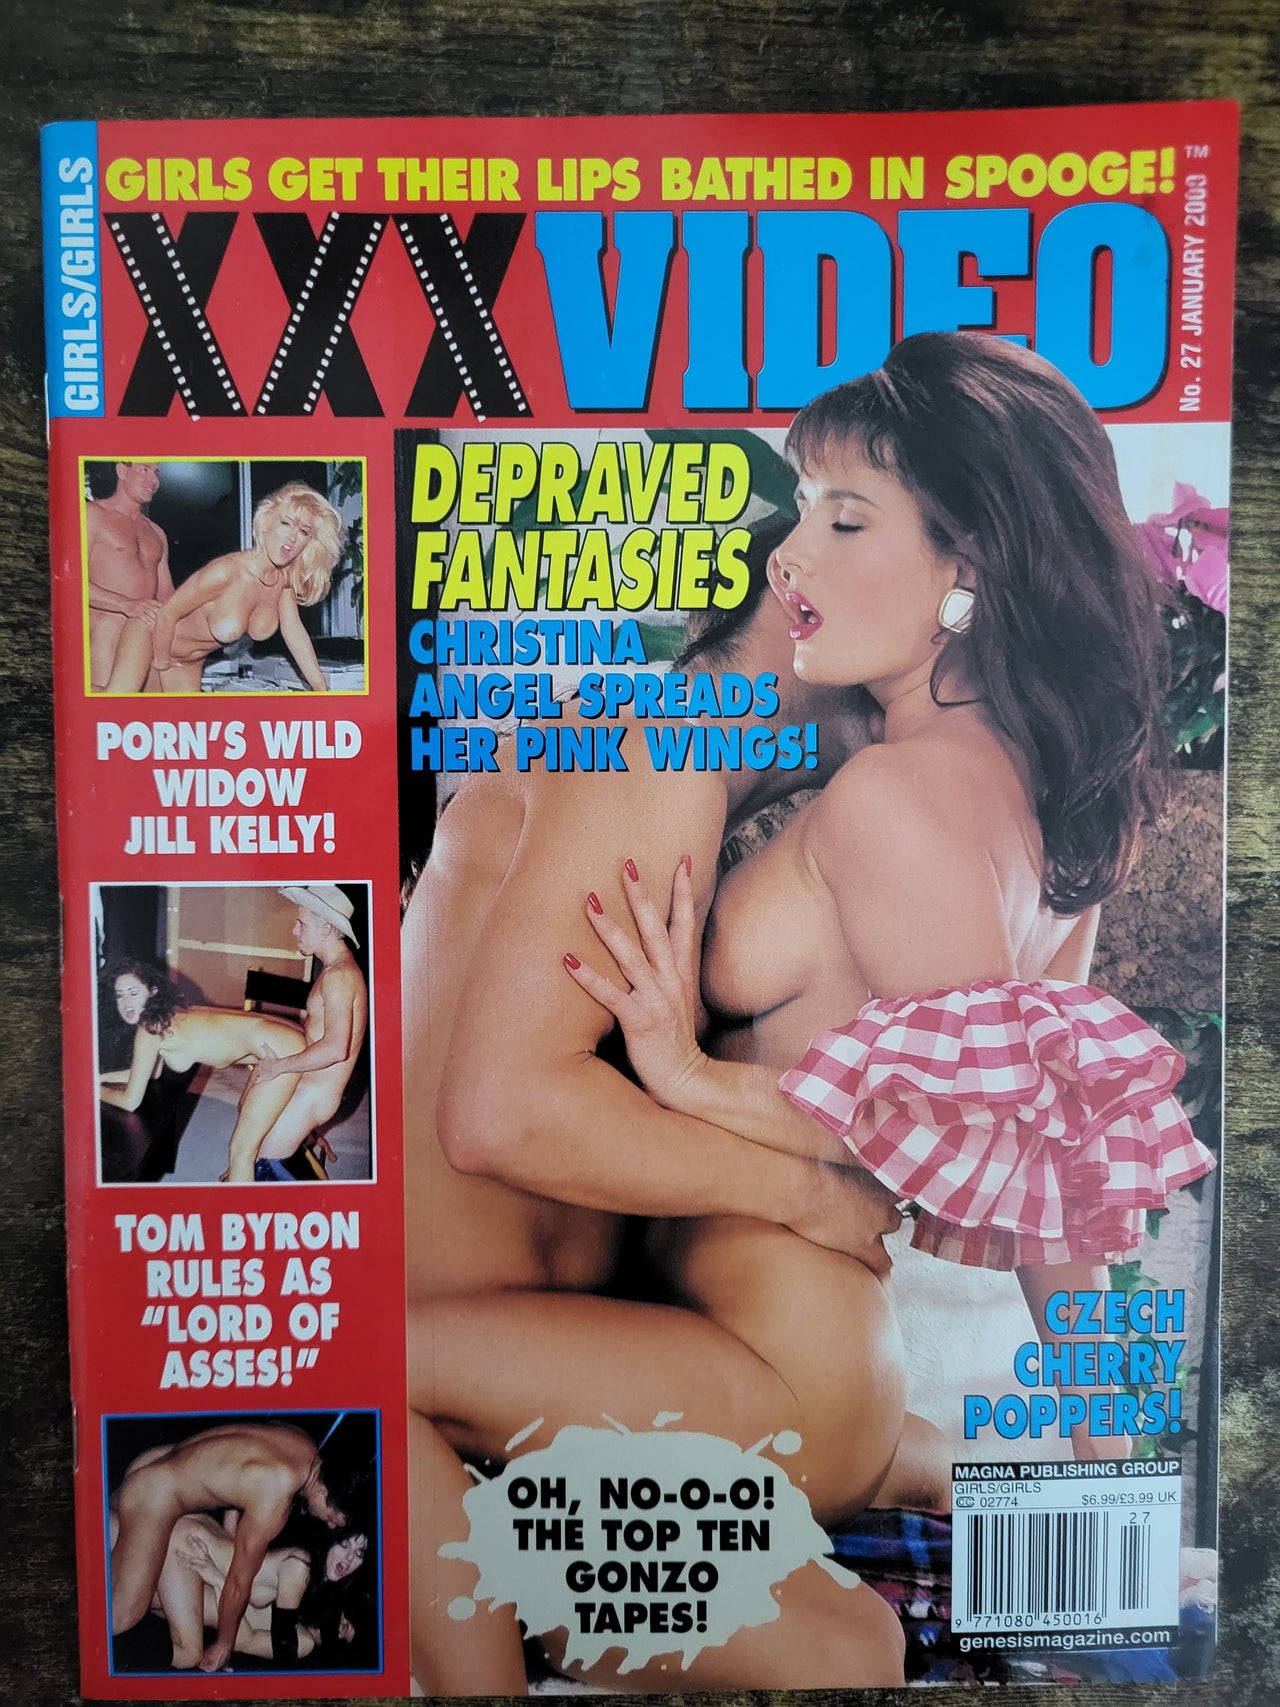 GIRLS/GIRLS
GIRLS GET THEIR LIPS BATHED IN SPOOGE!
TM
XXX VIDEO
No. 27 JANUARY 2000
DEPRAVED
FANTASIES
CHRISTINA
ANGEL SPREADS
HER PINK WINGS!
PORN'S WILD
WIDOW
JILL KELLY!
TOM BYRON
RULES AS
"LORD OF
ASSES!"
CZECH
CHERRY
POPPERS!
OH, NO-O-O!
THE TOP TEN
GONZO
TAPES!
MAGNA PUBLISHING GROUP
GIRLS/GIRLS
CC 02774 $6.99/£3.99 UK
27
9 771080 450016
genesismagazine.com